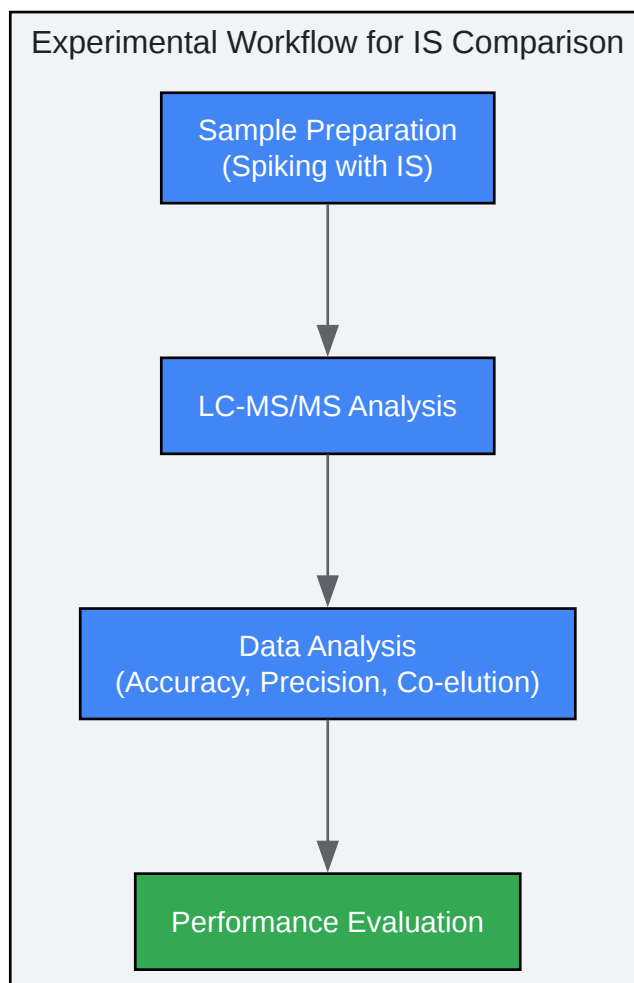 Experimental Workflow for IS Comparison
Sample Preparation
(Spiking with IS)
LC-MS/MS Analysis
Data Analysis
(Accuracy, Precision, Co-elution)
Performance Evaluation